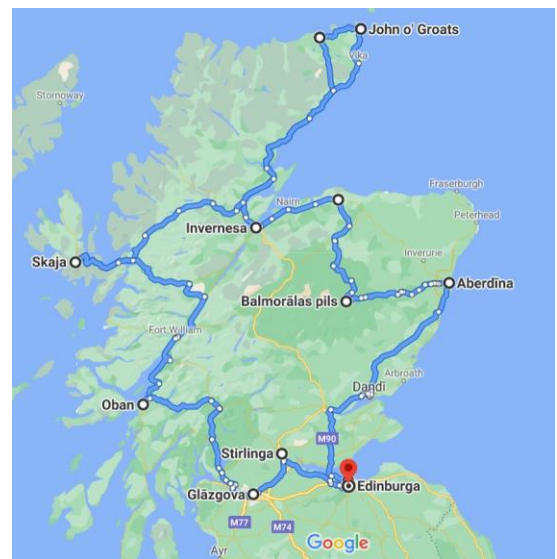 John o' Groats
Vika
Stornoway
Fraserburgh
Nairn
Peterhead
Invernesa
Inverurie
Skaja
Aberdīna
Balmorālas pils
Fort William
Arbroath
Dandī
Oban
M90
Stirlinga
Edinburga
Glāzgova
M77
M74
Google
Ayr